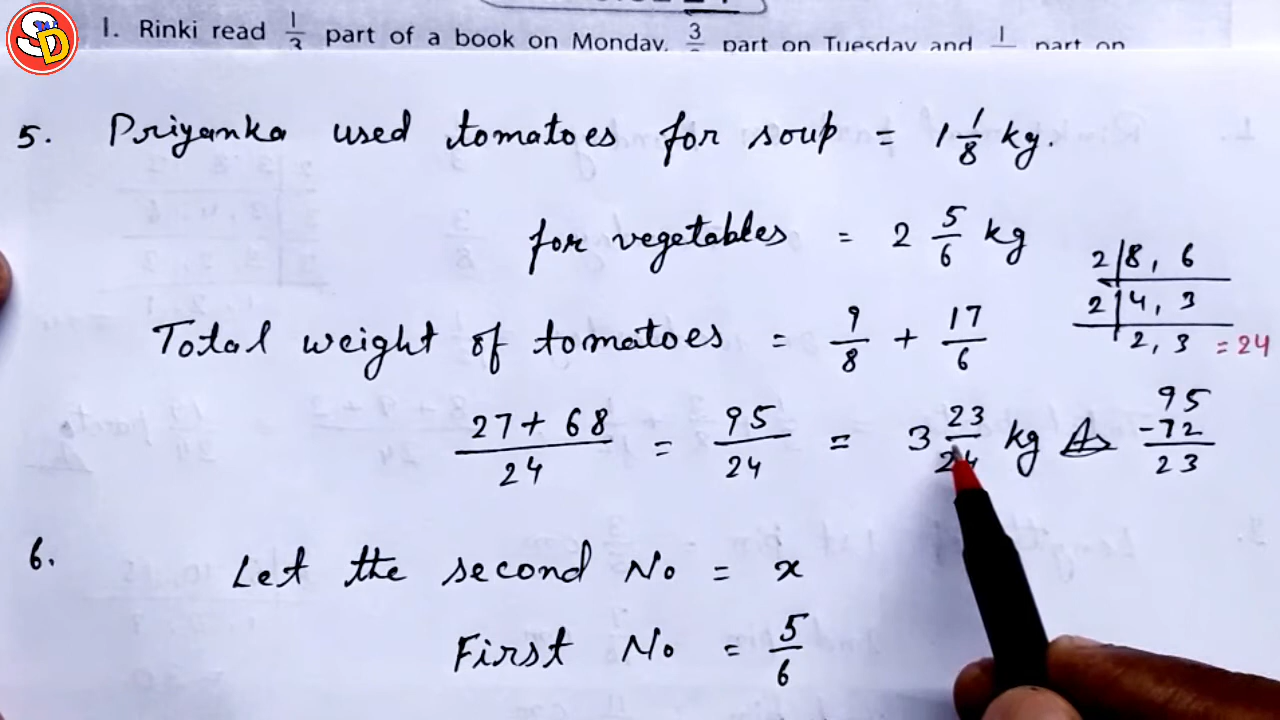 SD
1. Rinki read 1/3 part of a book on Monday, 3/ part on Tuesday and 1/ part on
5. Priyanka used tomatoes for soup = 1 1/8 kg.
for vegetables = 2 5/6 kg
2 | 8, 6
2 | 4, 3
2, 3 = 24
Total weight of tomatoes = 9/8 + 17/6
27 + 68/24 = 95/24 = 3 23/24 kg As
95
-72
23
6. Let the second No = x
First No = 5/6